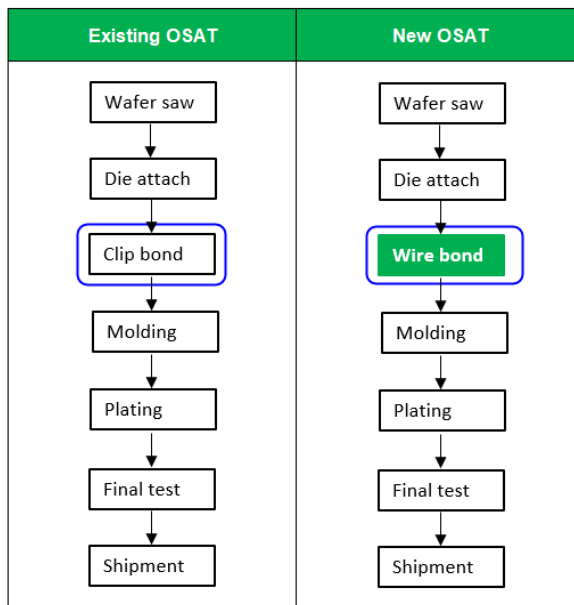 Existing OSAT
Wafer saw
Die attach
Clip bond
Molding
Plating
Final test
Shipment
New OSAT
Wafer saw
Die attach
Wire bond
Molding
Plating
Final test
Shipment